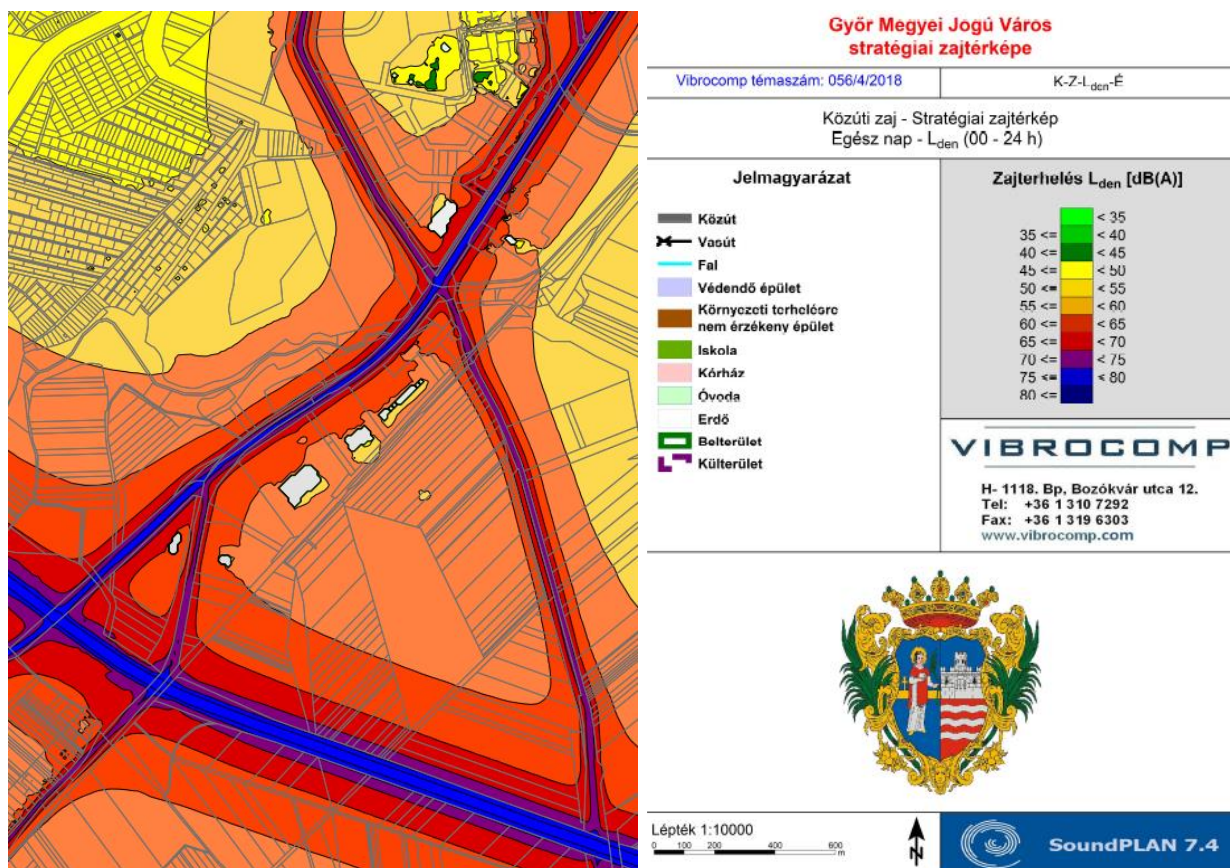 Győr Megyei Jogú Város
stratégiai zajtérképe
Vibrocomp témaszám: 056/4/2018
K-Z-Lden-É
Közúti zaj - Stratégiai zajtérkép
Egész nap - Lden (00 - 24 h)
Jelmagyarázat
Közút
Vasút
Fal
Védendő épület
Környezeti terhelésre
nem érzékeny épület
Iskola
Kórház
Óvoda
Erdő
Belterület
Külterület
Zajterhelés Lden [dB(A)]
< 35
35 <= < 40
40 <= < 45
45 <= < 50
50 <= < 55
55 <= < 60
60 <= < 65
65 <= < 70
70 <= < 75
75 <= < 80
80 <=
VIBROCOMP
H- 1118. Bp, Bozókvár utca 12.
Tel: +36 1 310 7292
Fax: +36 1 319 6303
www.vibrocomp.com
Lépték 1:10000
0 100 200 400 600
m
N
SoundPLAN 7.4